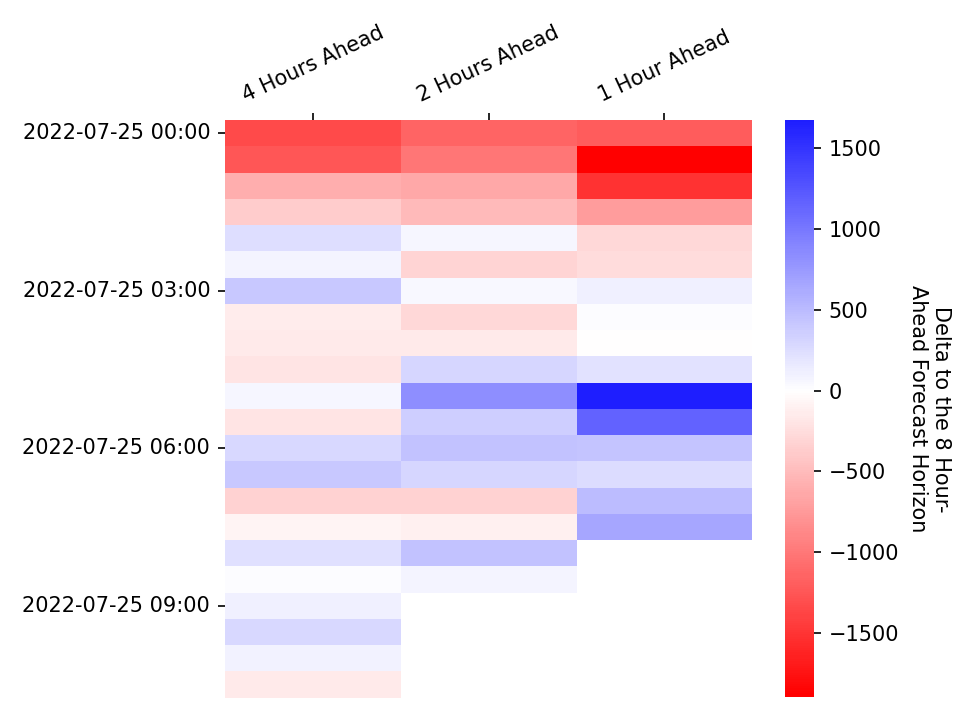 4 Hours Ahead
2 Hours Ahead
1 Hour Ahead
2022-07-25 00:00
2022-07-25 03:00
2022-07-25 06:00
2022-07-25 09:00
1500
1000
500
0
−500
−1000
−1500
Delta to the 8 Hour-
Ahead Forecast Horizon